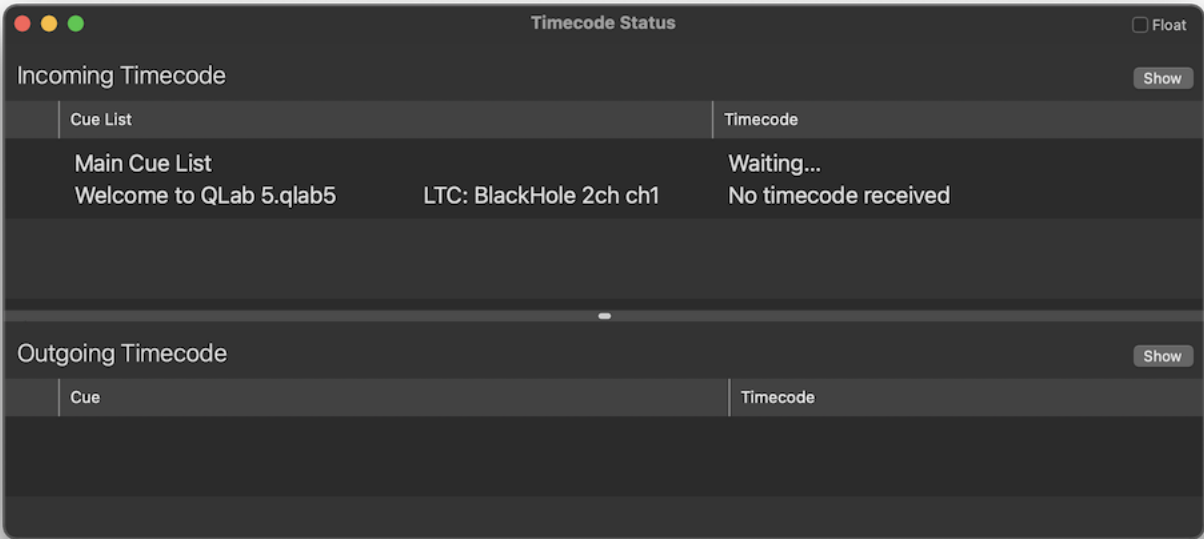 Timecode Status
Float
Incoming Timecode
Show
Cue List
Timecode
Main Cue List
Waiting...
Welcome to QLab 5.qlab5
LTC: BlackHole 2ch ch1
No timecode received
Outgoing Timecode
Show
Cue
Timecode